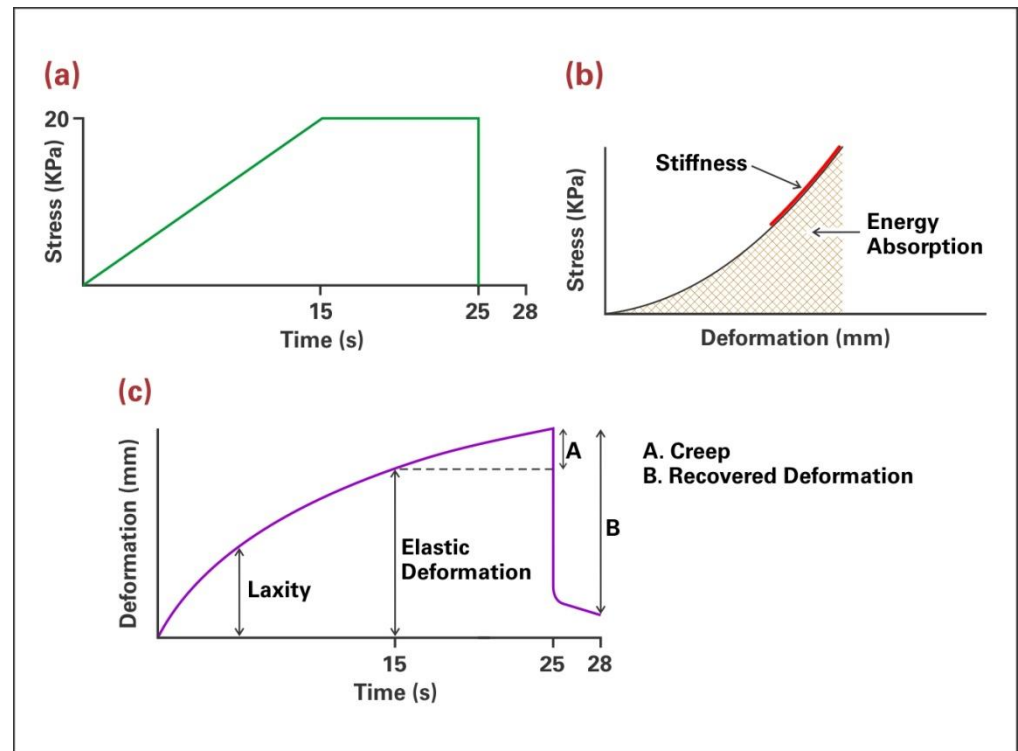 (a)
20
Stress (KPa)
15
25
28
Time (s)
(b)
Stress (KPa)
Stiffness
Energy
Absorption
Deformation (mm)
(c)
Deformation (mm)
Laxity
Elastic
Deformation
A
B
15
25
28
Time (s)
A. Creep
B. Recovered Deformation